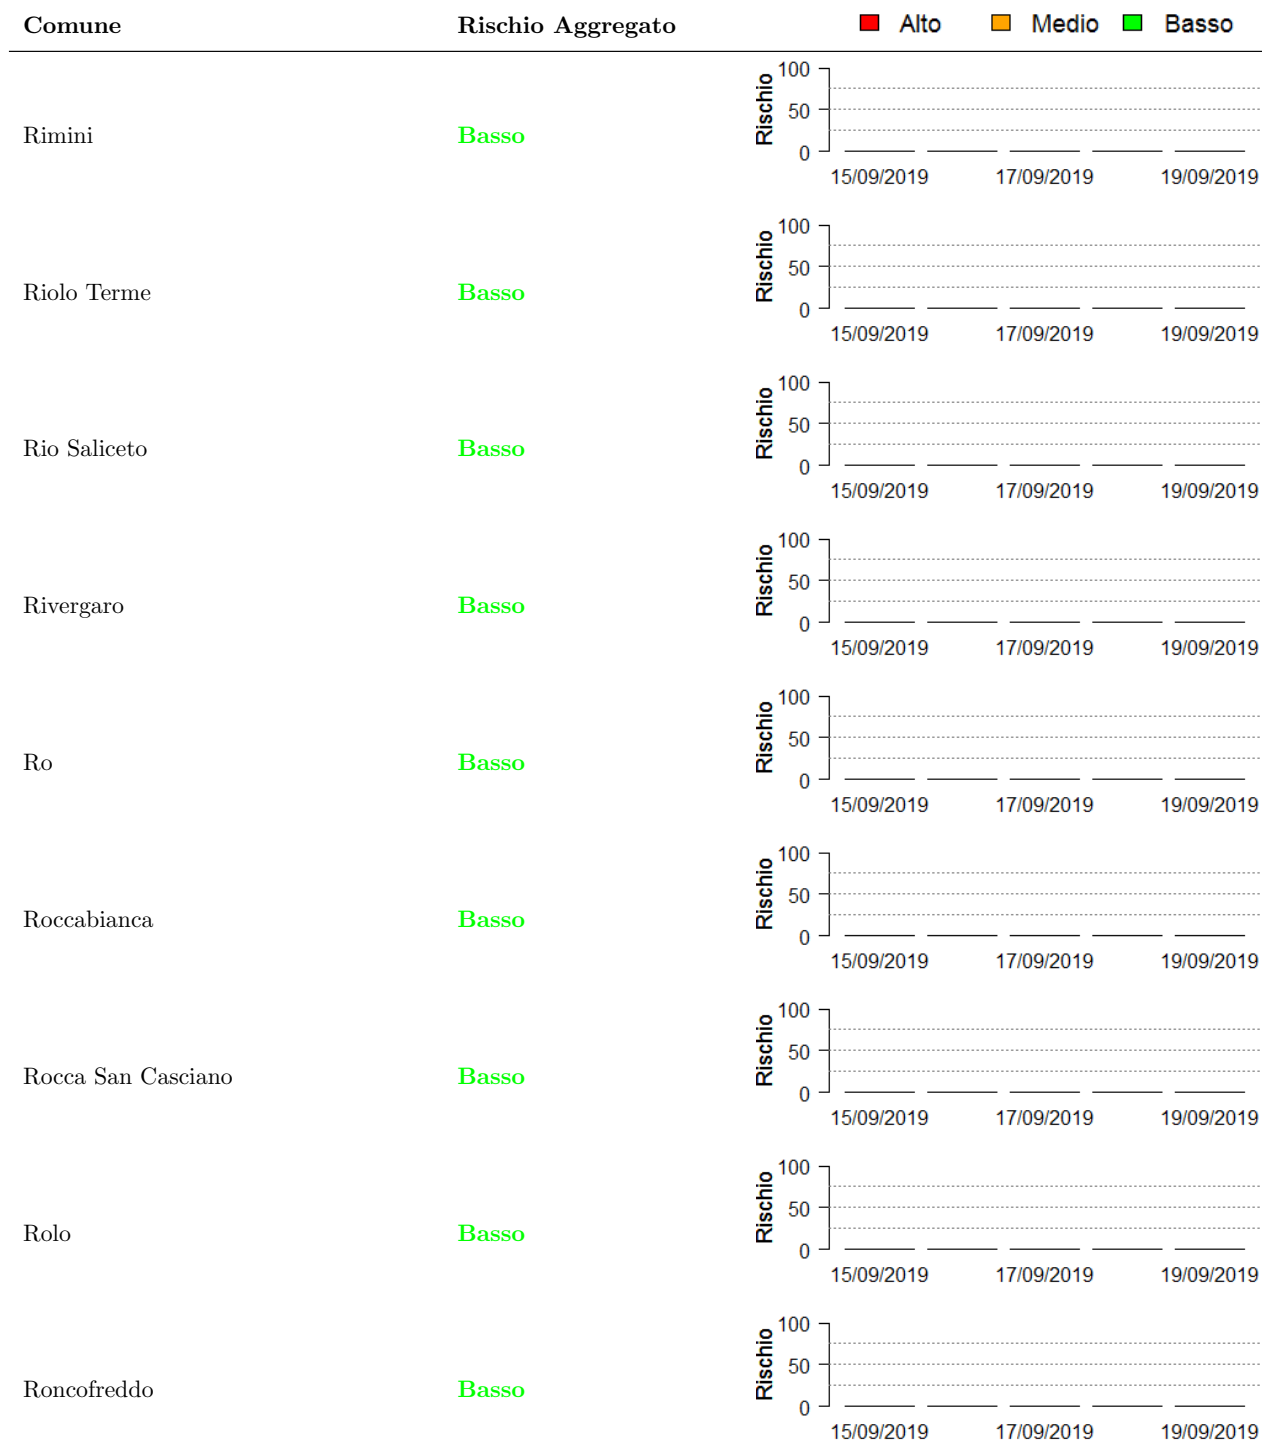 Comune Rischio Aggregato Alto Medio Basso
Rimini Basso
Rischio
100
50
0
15/09/2019 17/09/2019 19/09/2019
Riolo Terme Basso
Rischio
100
50
0
15/09/2019 17/09/2019 19/09/2019
Rio Saliceto Basso
Rischio
100
50
0
15/09/2019 17/09/2019 19/09/2019
Rivergaro Basso
Rischio
100
50
0
15/09/2019 17/09/2019 19/09/2019
Ro Basso
Rischio
100
50
0
15/09/2019 17/09/2019 19/09/2019
Roccabianca Basso
Rischio
100
50
0
15/09/2019 17/09/2019 19/09/2019
Rocca San Casciano Basso
Rischio
100
50
0
15/09/2019 17/09/2019 19/09/2019
Rolo Basso
Rischio
100
50
0
15/09/2019 17/09/2019 19/09/2019
Roncofreddo Basso
Rischio
100
50
0
15/09/2019 17/09/2019 19/09/2019